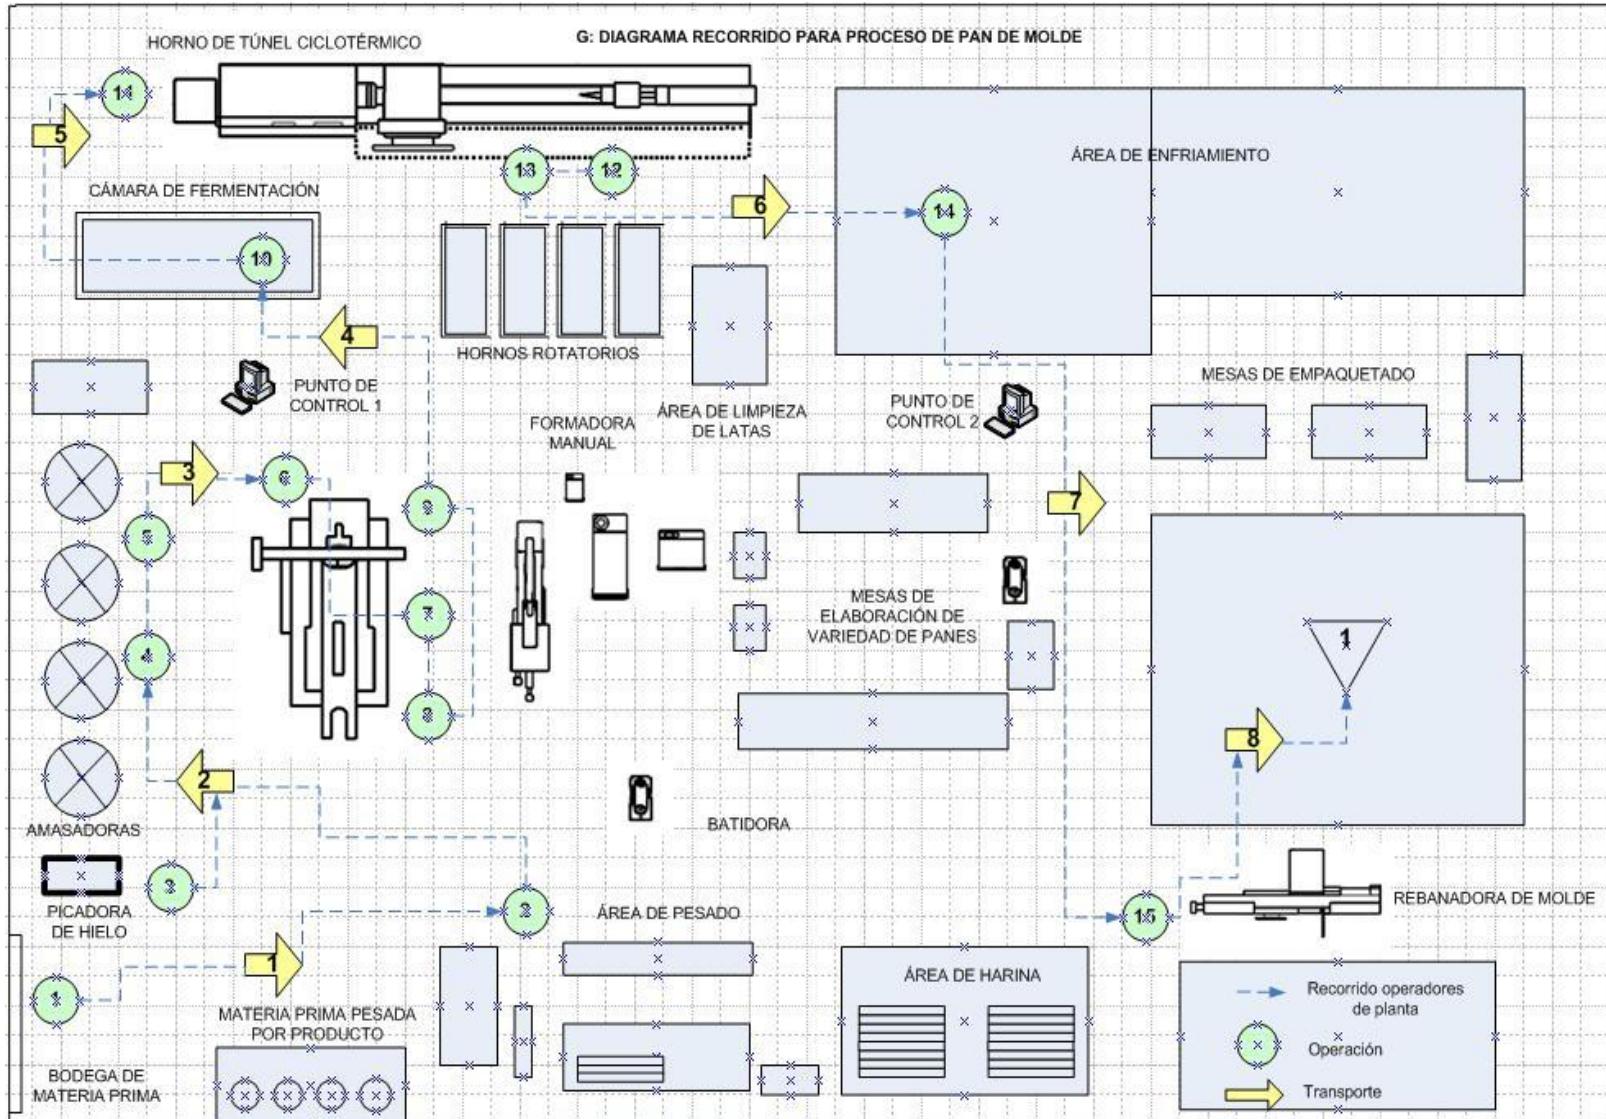 G: DIAGRAMA RECORRIDO PARA PROCESO DE PAN DE MOLDE
HORNO DE TÚNEL CICLOTÉRMICO
11
5
13
12
ÁREA DE ENFRIAMIENTO
CÁMARA DE FERMENTACIÓN
6
14
10
4
HORNOS ROTATORIOS
PUNTO DE
CONTROL 1
MESAS DE EMPAQUETADO
PUNTO DE
CONTROL 2
ÁREA DE LIMPIEZA
DE LATAS
FORMADORA
MANUAL
3
6
7
9
5
MESAS DE
ELABORACIÓN DE
VARIEDAD DE PANES
7
4
1
8
8
2
AMASADORAS
BATIDORA
3
PICADORA
DE HIELO
2
ÁREA DE PESADO
15
REBANADORA DE MOLDE
1
1
ÁREA DE HARINA
MATERIA PRIMA PESADA
POR PRODUCTO
BODEGA DE
MATERIA PRIMA
Recorrido operadores
de planta
Operación
Transporte